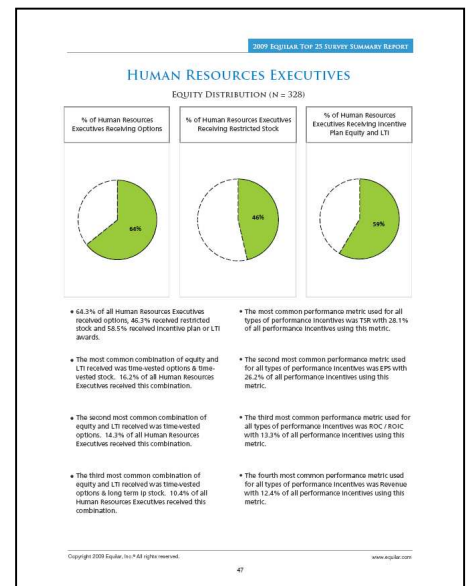 2009 Equilar Top 25 Survey Summary Report
Human Resources Executives
Equity Distribution (n = 328)
% of Human Resources
Executives Receiving Options
% of Human Resources Executives
Receiving Restricted Stock
% of Human Resources
Executives Receiving Incentive
Plan Equity and LTI
64%
46%
59%
• 64.3% of all Human Resources Executives
received options, 46.3% received restricted
stock and 58.5% received incentive plan or LTI
awards.
• The most common combination of equity and
LTI received was time-vested options & time-
vested stock. 16.2% of all Human Resources
Executives received this combination.
• The second most common combination of
equity and LTI received was time-vested
options. 14.3% of all Human Resources
Executives received this combination.
• The third most common combination of
equity and LTI received was time-vested
options & long term ip stock. 10.4% of all
Human Resources Executives received this
combination.
• The most common performance metric used for
all types of performance incentives was TSR with 28.1%
of all performance incentives using this metric.
• The second most common performance metric used
for all types of performance incentives was EPS with
26.2% of all performance incentives using this
metric.
• The third most common performance metric used for
all types of performance incentives was ROC / ROIC
with 13.3% of all performance incentives using this
metric.
• The fourth most common performance metric used
for all types of performance incentives was Revenue
with 12.4% of all performance incentives using this
metric.
Copyright 2009 Equilar, Inc.® All rights reserved.
www.equilar.com
47